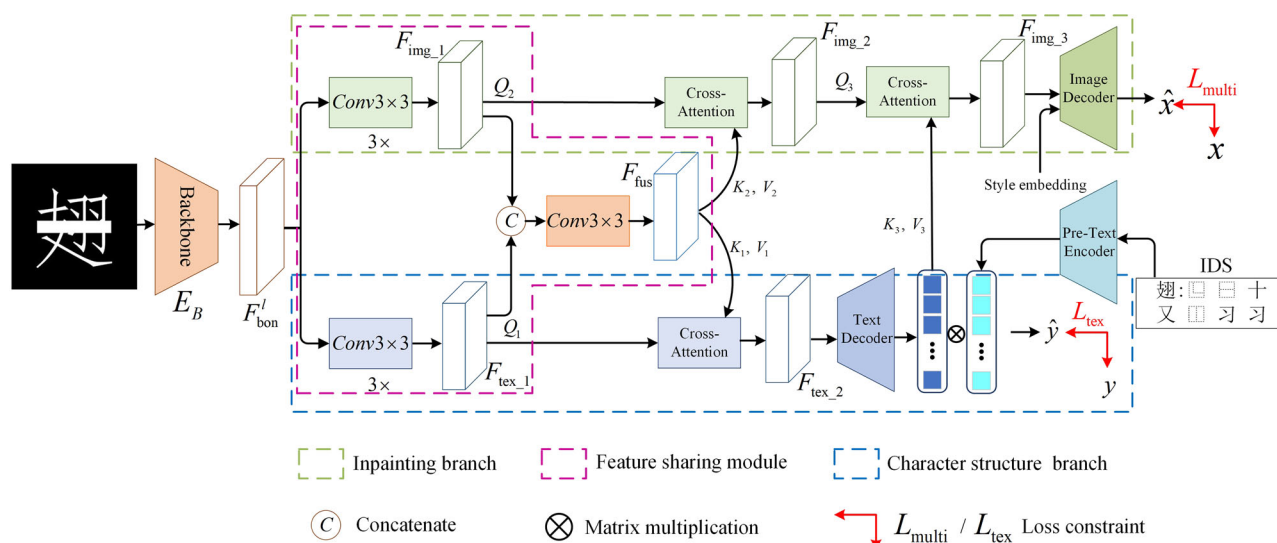 翅
Backbone
E_B
F^l_bon
Conv3×3
3×
F_img_1
Q_2
Cross-
Attention
F_img_2
Q_3
Cross-
Attention
F_img_3
Image
Decoder
x̂
L_multi
x
Style embedding
C
Conv3×3
F_fus
K_2, V_2
K_1, V_1
K_3, V_3
Conv3×3
3×
F_tex_1
Q_1
Cross-
Attention
F_tex_2
Text
Decoder
Pre-Text
Encoder
IDS
翅:⿺ ⿱ 十
又 ⿰ 习 习
ŷ
L_tex
y
Inpainting branch
Feature sharing module
Character structure branch
C Concatenate
⊗ Matrix multiplication
L_multi / L_tex Loss constraint